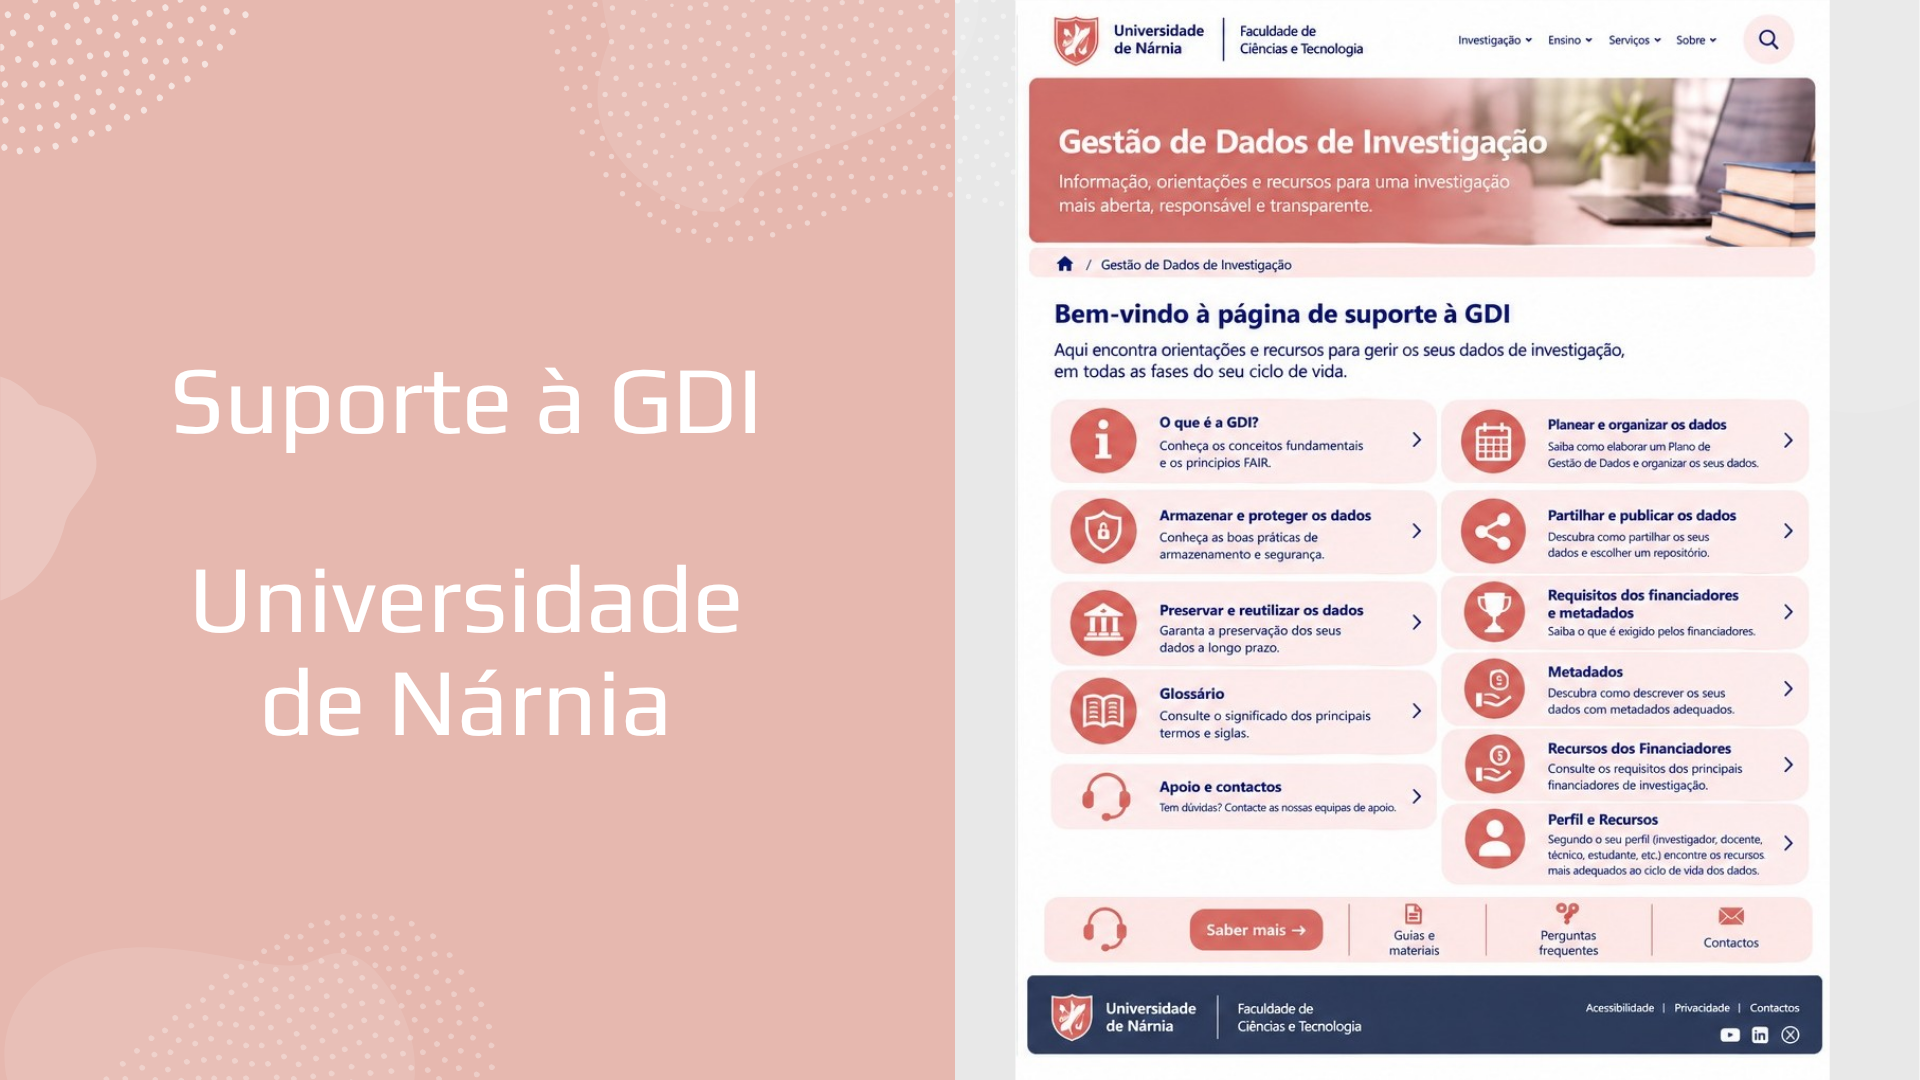 Suporte à GDI
Universidade
de Nárnia
Universidade
de Nárnia
Faculdade de
Ciências e Tecnologia
Investigação
Ensino
Serviços
Sobre
Gestão de Dados de Investigação
Informação, orientações e recursos para uma investigação
mais aberta, responsável e transparente.
/ Gestão de Dados de Investigação
Bem-vindo à página de suporte à GDI
Aqui encontra orientações e recursos para gerir os seus dados de investigação,
em todas as fases do seu ciclo de vida.
O que é a GDI?
Conheça os conceitos fundamentais
e os principios FAIR.
Armazenar e proteger os dados
Conheça as boas práticas de
armazenamento e segurança.
Preservar e reutilizar os dados
Garanta a preservação dos seus
dados a longo prazo.
Glossário
Consulte o significado dos principais
termos e siglas.
Apoio e contactos
Tem dúvidas? Contacte as nossas equipas de apoio.
Planear e organizar os dados
Saiba como elaborar um Plano de
Gestão de Dados e organizar os seus dados.
Partilhar e publicar os dados
Descubra como partilhar os seus
dados e escolher um repositório.
Requisitos dos financiadores
e metadados
Saiba o que é exigido pelos financiadores.
Metadados
Descubra como descrever os seus
dados com metadados adequados.
Recursos dos Financiadores
Consulte os requisitos dos principais
financiadores de investigação.
Perfil e Recursos
Segundo o seu perfil (investigador, docente,
técnico, estudante, etc.) encontre os recursos
mais adequados ao ciclo de vida dos dados.
Saber mais →
Guias e
materiais
Perguntas
frequentes
Contactos
Universidade
de Nárnia
Faculdade de
Ciências e Tecnologia
Acessibilidade | Privacidade | Contactos